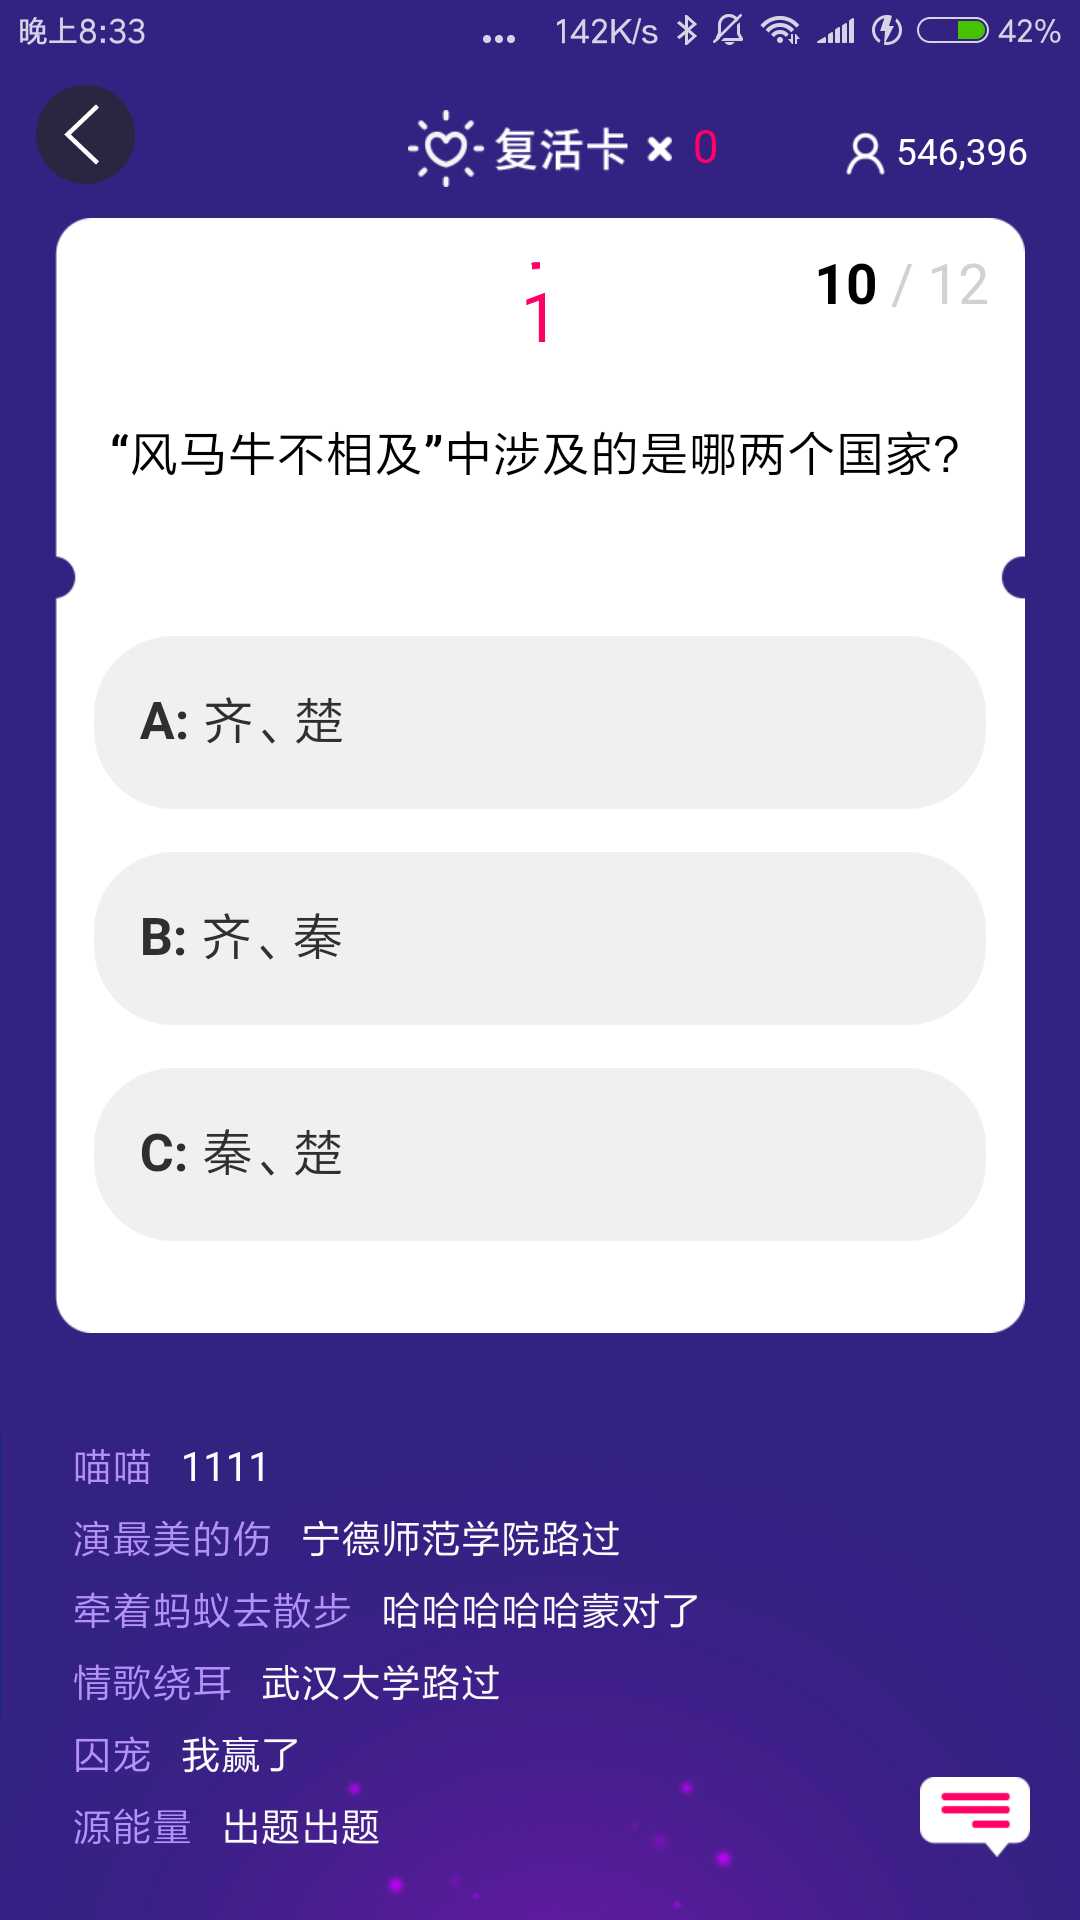 晚上8:33 ... 142K/s 42%
复活卡 × 0 546,396
1 10 / 12
“风马牛不相及”中涉及的是哪两个国家?
A: 齐、楚
B: 齐、秦
C: 秦、楚
喵喵 1111
演最美的伤 宁德师范学院路过
牵着蚂蚁去散步 哈哈哈哈哈蒙对了
情歌绕耳 武汉大学路过
囚宠 我赢了
源能量 出题出题